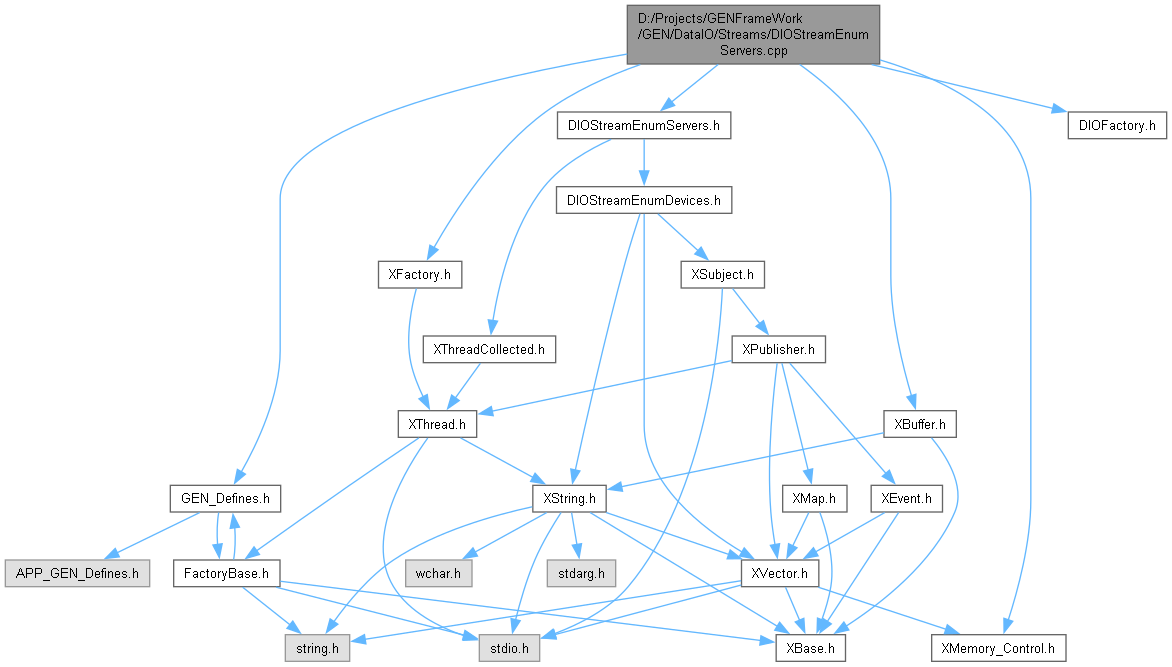 D:/Projects/GENFrameWork
/GEN/DataIO/Streams/DIOStreamEnum
Servers.cpp
DIOStreamEnumServers.h
DIOFactory.h
DIOStreamEnumDevices.h
XFactory.h
XSubject.h
XThreadCollected.h
XPublisher.h
XThread.h
XBuffer.h
GEN_Defines.h
XString.h
XMap.h
XEvent.h
APP_GEN_Defines.h
FactoryBase.h
wchar.h
stdarg.h
XVector.h
string.h
stdio.h
XBase.h
XMemory_Control.h